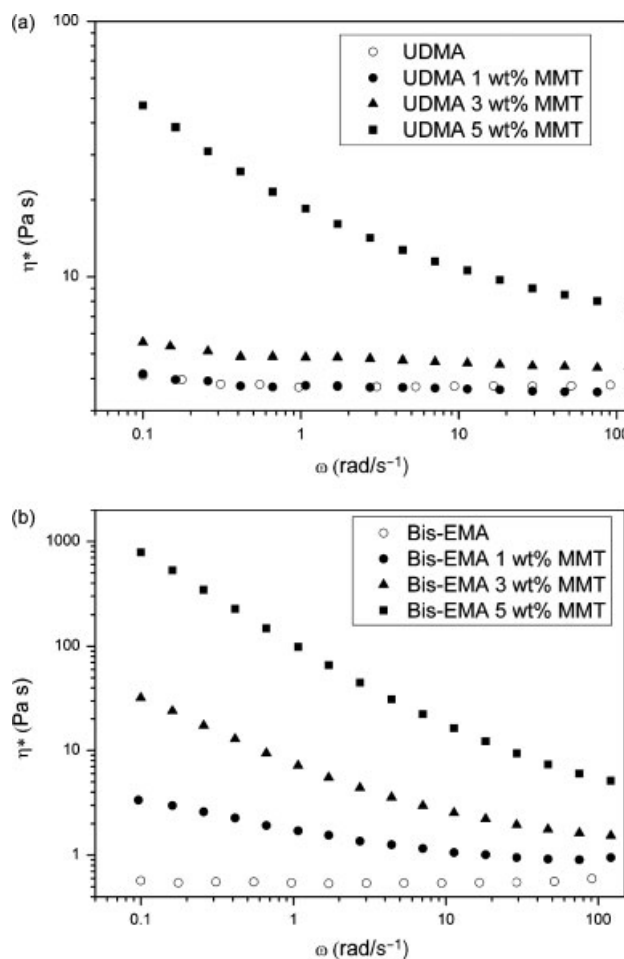 (a)
100
○ UDMA
● UDMA 1 wt% MMT
▲ UDMA 3 wt% MMT
■ UDMA 5 wt% MMT
η* (Pa s)
10
0.1 1 10 100
ω (rad/s⁻¹)
(b)
1000
○ Bis-EMA
● Bis-EMA 1 wt% MMT
▲ Bis-EMA 3 wt% MMT
■ Bis-EMA 5 wt% MMT
100
η* (Pa s)
10
1
0.1 1 10 100
ω (rad/s⁻¹)